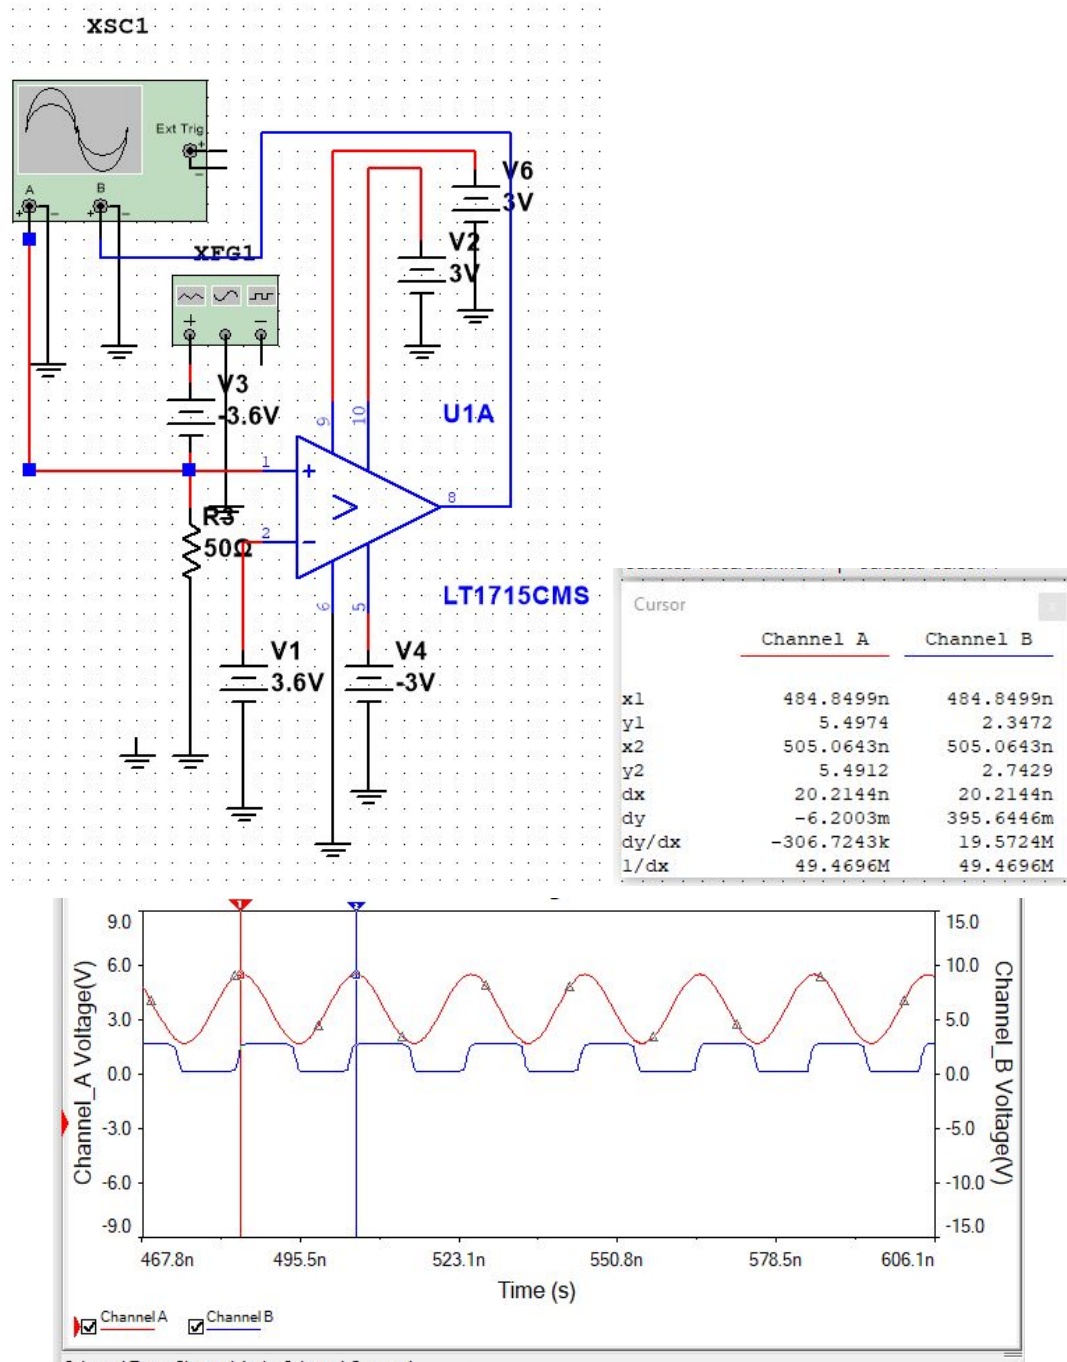 XSC1
Ext Trig
+
−
A
B
+
−
+
−
V6
3V
V2
3V
XFG1
+
−
V3
-3.6V
9
10
U1A
1
+
8
R3
50Ω
2
−
6
5
LT1715CMS
V1
3.6V
V4
-3V
Cursor
x
Channel A Channel B
x1 484.8499n 484.8499n
y1 5.4974 2.3472
x2 505.0643n 505.0643n
y2 5.4912 2.7429
dx 20.2144n 20.2144n
dy -6.2003m 395.6446m
dy/dx -306.7243k 19.5724M
1/dx 49.4696M 49.4696M
1
2
9.0
6.0
3.0
0.0
-3.0
-6.0
-9.0
Channel_A Voltage(V)
15.0
10.0
5.0
0.0
-5.0
-10.0
-15.0
Channel_B Voltage(V)
467.8n 495.5n 523.1n 550.8n 578.5n 606.1n
Time (s)
Channel A Channel B